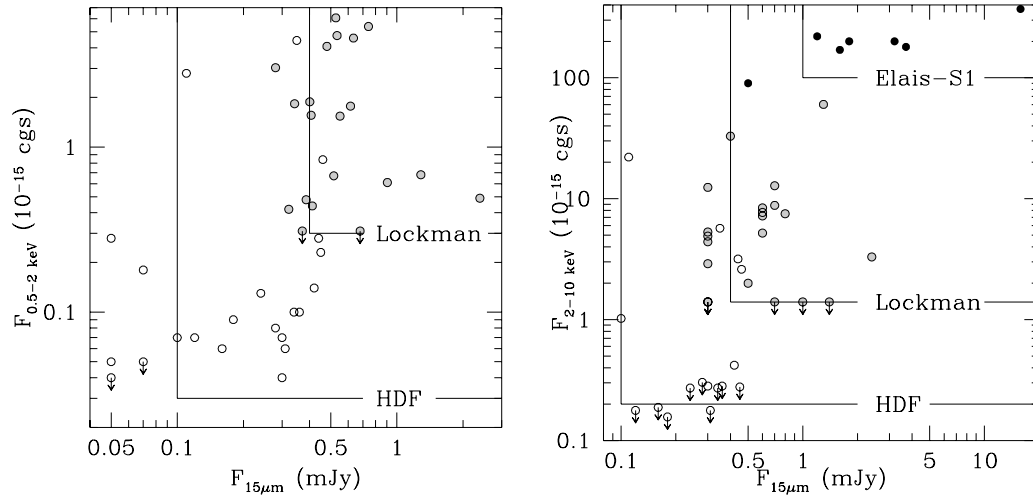 F0.5−2 keV (10−15 cgs)
1
0.1
Lockman
HDF
0.05
0.1
0.5
1
F15μm (mJy)
F2−10 keV (10−15 cgs)
100
10
1
0.1
Elais−S1
Lockman
HDF
0.1
0.5
1
5
10
F15μm (mJy)